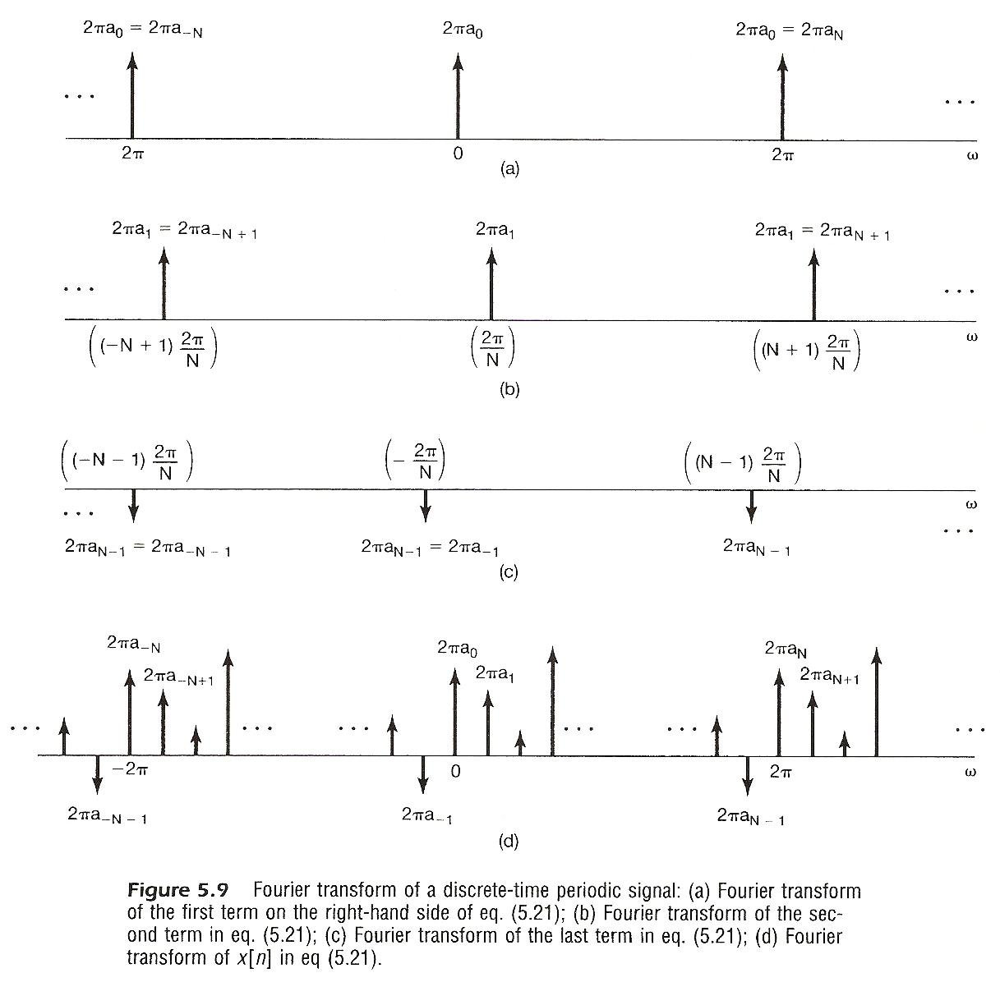 2πa₀ = 2πa₋N 2πa₀ 2πa₀ = 2πaN
... ...
2π 0 2π ω
(a)
2πa₁ = 2πa₋N + 1 2πa₁ 2πa₁ = 2πaN + 1
... ...
((-N + 1) 2π/N) (2π/N) ((N + 1) 2π/N) ω
(b)
((-N - 1) 2π/N) (- 2π/N) ((N - 1) 2π/N)
ω
... ...
2πaN-1 = 2πa-N - 1 2πaN-1 = 2πa-1 2πaN - 1
(c)
2πa-N 2πa₀ 2πaN
2πa-N+1 2πa₁ 2πaN+1
... ... ... ... ... ...
-2π 0 2π ω
2πa-N - 1 2πa-1 2πaN - 1
(d)
Figure 5.9 Fourier transform of a discrete-time periodic signal: (a) Fourier transform
of the first term on the right-hand side of eq. (5.21); (b) Fourier transform of the sec-
ond term in eq. (5.21); (c) Fourier transform of the last term in eq. (5.21); (d) Fourier
transform of x[n] in eq (5.21).